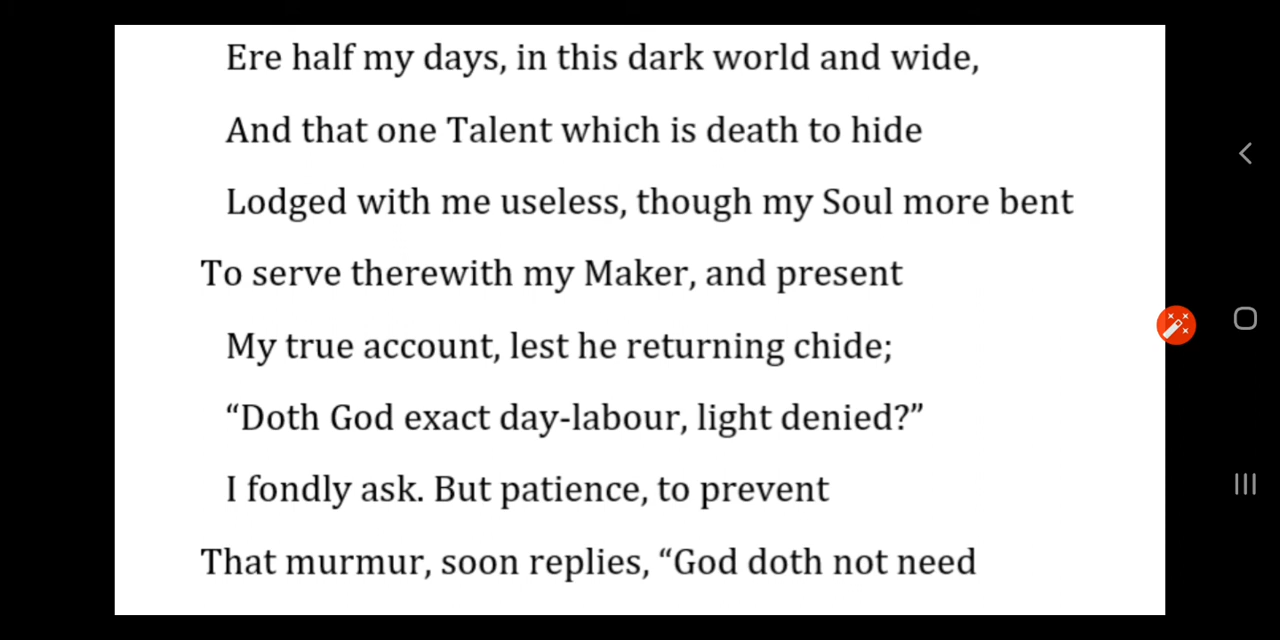 Ere half my days, in this dark world and wide,
And that one Talent which is death to hide
Lodged with me useless, though my Soul more bent
To serve therewith my Maker, and present
My true account, lest he returning chide;
“Doth God exact day-labour, light denied?”
I fondly ask. But patience, to prevent
That murmur, soon replies, “God doth not need